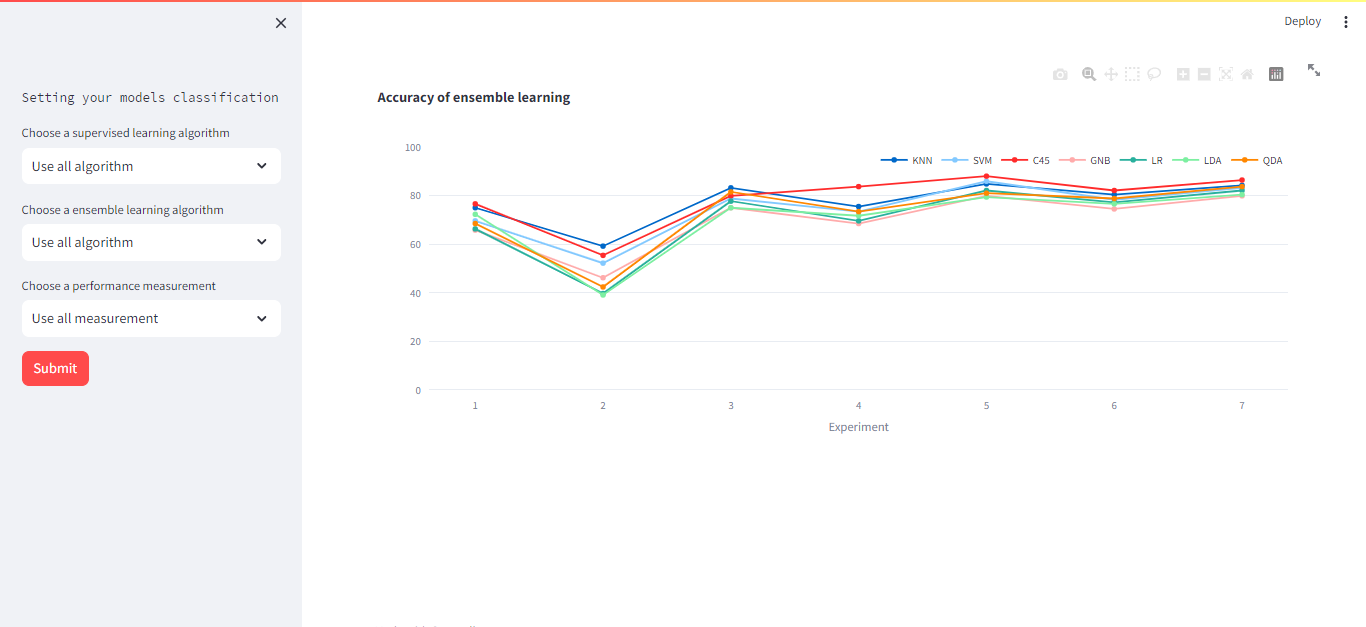 Deploy
Setting your models classification
Choose a supervised learning algorithm
Use all algorithm
Choose a ensemble learning algorithm
Use all algorithm
Choose a performance measurement
Use all measurement
Submit
Accuracy of ensemble learning
100
80
60
40
20
0
KNN SVM C45 GNB LR LDA QDA
1 2 3 4 5 6 7
Experiment